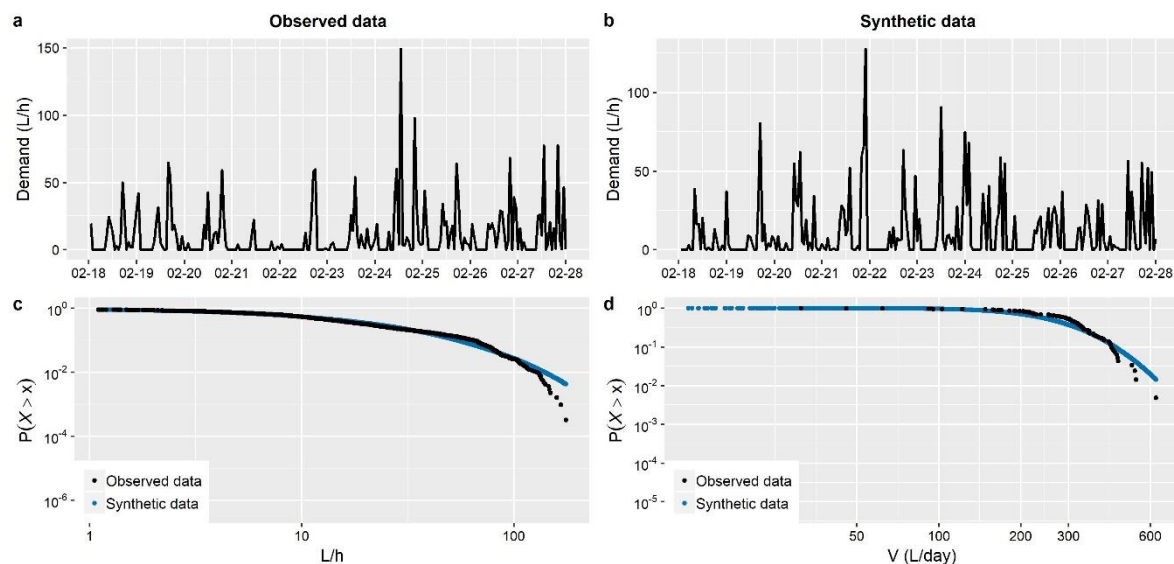 a
Observed data
Demand (L/h)
150
100
50
0
02-18 02-19 02-20 02-21 02-22 02-23 02-24 02-25 02-26 02-27 02-28
b
Synthetic data
Demand (L/h)
100
50
0
02-18 02-19 02-20 02-21 02-22 02-23 02-24 02-25 02-26 02-27 02-28
c
P(X > x)
10⁰
10⁻²
10⁻⁴
10⁻⁶
Observed data
Synthetic data
1 10 100
L/h
d
P(X > x)
10⁰
10⁻¹
10⁻²
10⁻³
10⁻⁴
10⁻⁵
Observed data
Synthetic data
50 100 200 300 600
V (L/day)